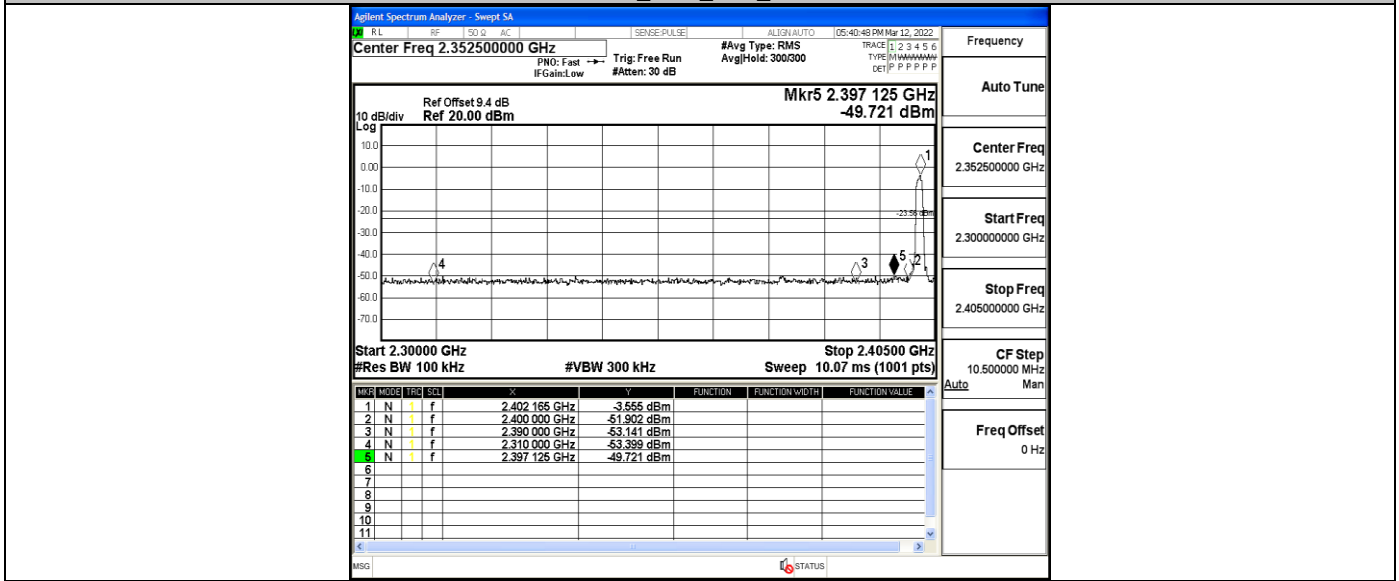 Agilent Spectrum Analyzer - Swept SA
RL RF 50 Ω AC SENSE:PULSE ALIGN AUTO 05:40:48 PM Mar 12, 2022
Center Freq 2.352500000 GHz
PNO: Fast
IFGain:Low
Trig: Free Run
#Atten: 30 dB
#Avg Type: RMS
Avg|Hold: 300/300
TRACE 1 2 3 4 5 6
TYPE M WWWWW
DET P P P P P P
Mkr5 2.397 125 GHz
-49.721 dBm
Ref Offset 9.4 dB
10 dB/div Ref 20.00 dBm
Log
10.0
0.00
-10.0
-20.0
-30.0
-40.0
-50.0
-60.0
-70.0
1
-23.56 dBm
4
3
5
2
Start 2.30000 GHz Stop 2.40500 GHz
#Res BW 100 kHz #VBW 300 kHz Sweep 10.07 ms (1001 pts)
MKR MODE TRC SCL X Y FUNCTION FUNCTION WIDTH FUNCTION VALUE
1 N 1 f 2.402 165 GHz -3.555 dBm
2 N 1 f 2.400 000 GHz -51.902 dBm
3 N 1 f 2.390 000 GHz -53.141 dBm
4 N 1 f 2.310 000 GHz -53.399 dBm
5 N 1 f 2.397 125 GHz -49.721 dBm
6
7
8
9
10
11
MSG STATUS
Frequency
Auto Tune
Center Freq
2.352500000 GHz
Start Freq
2.300000000 GHz
Stop Freq
2.405000000 GHz
CF Step
10.500000 MHz
Auto Man
Freq Offset
0 Hz